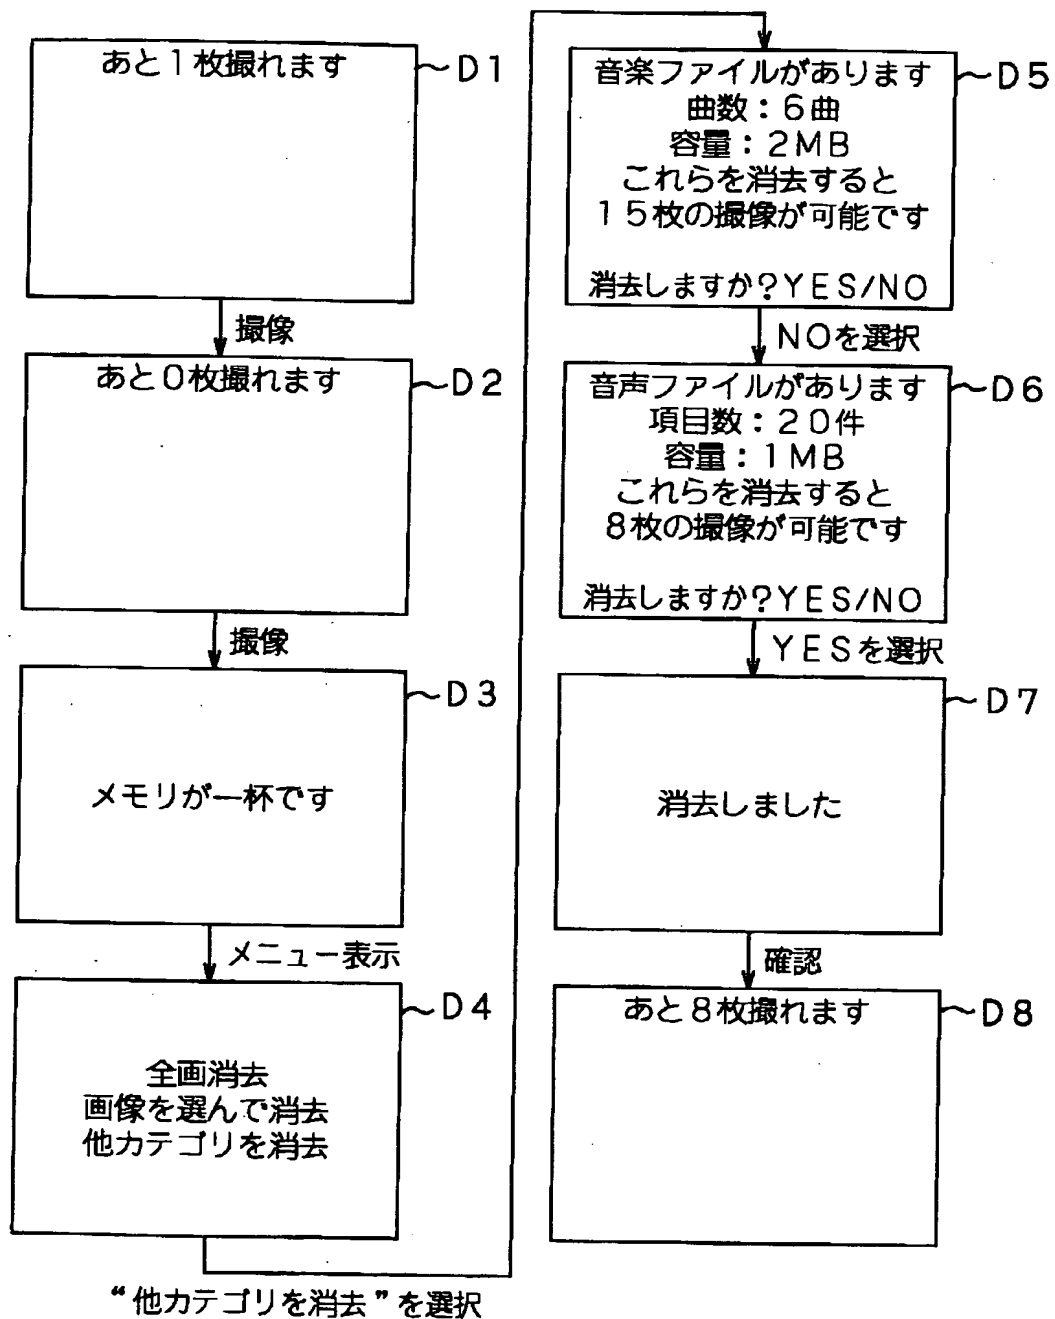 あと１枚撮れます
Ｄ１
撮像
あと０枚撮れます
Ｄ２
撮像
Ｄ３
メモリが一杯です
メニュー表示
Ｄ４
全画消去
画像を選んで消去
他カテゴリを消去
“他カテゴリを消去”を選択
音楽ファイルがあります
Ｄ５
曲数：６曲
容量：２ＭＢ
これらを消去すると
１５枚の撮像が可能です
消去しますか？ＹＥＳ/ＮＯ
ＮＯを選択
音声ファイルがあります
Ｄ６
項目数：２０件
容量：１ＭＢ
これらを消去すると
８枚の撮像が可能です
消去しますか？ＹＥＳ/ＮＯ
ＹＥＳを選択
Ｄ７
消去しました
確認
あと８枚撮れます
Ｄ８